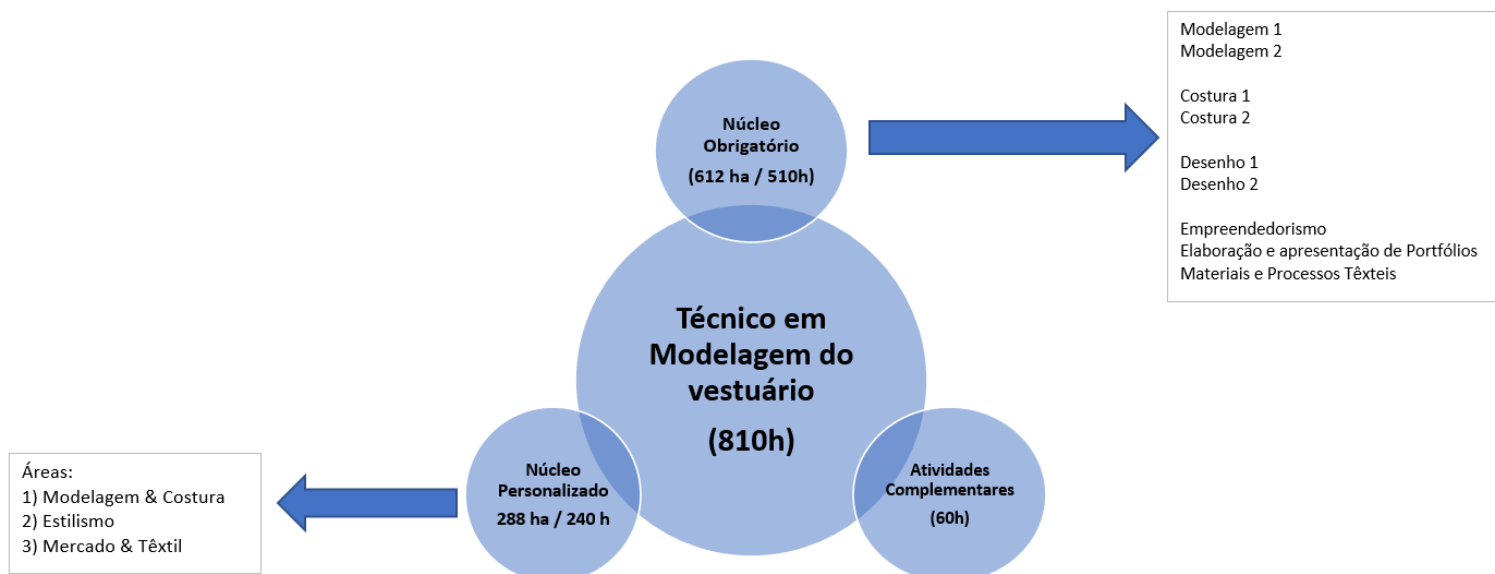 Núcleo
Obrigatório
(612 ha / 510h)
Modelagem 1
Modelagem 2
Costura 1
Costura 2
Desenho 1
Desenho 2
Empreendedorismo
Elaboração e apresentação de Portfólios
Materiais e Processos Têxteis
Técnico em
Modelagem do
vestuário
(810h)
Núcleo
Personalizado
288 ha / 240 h
Áreas:
1) Modelagem & Costura
2) Estilismo
3) Mercado & Têxtil
Atividades
Complementares
(60h)